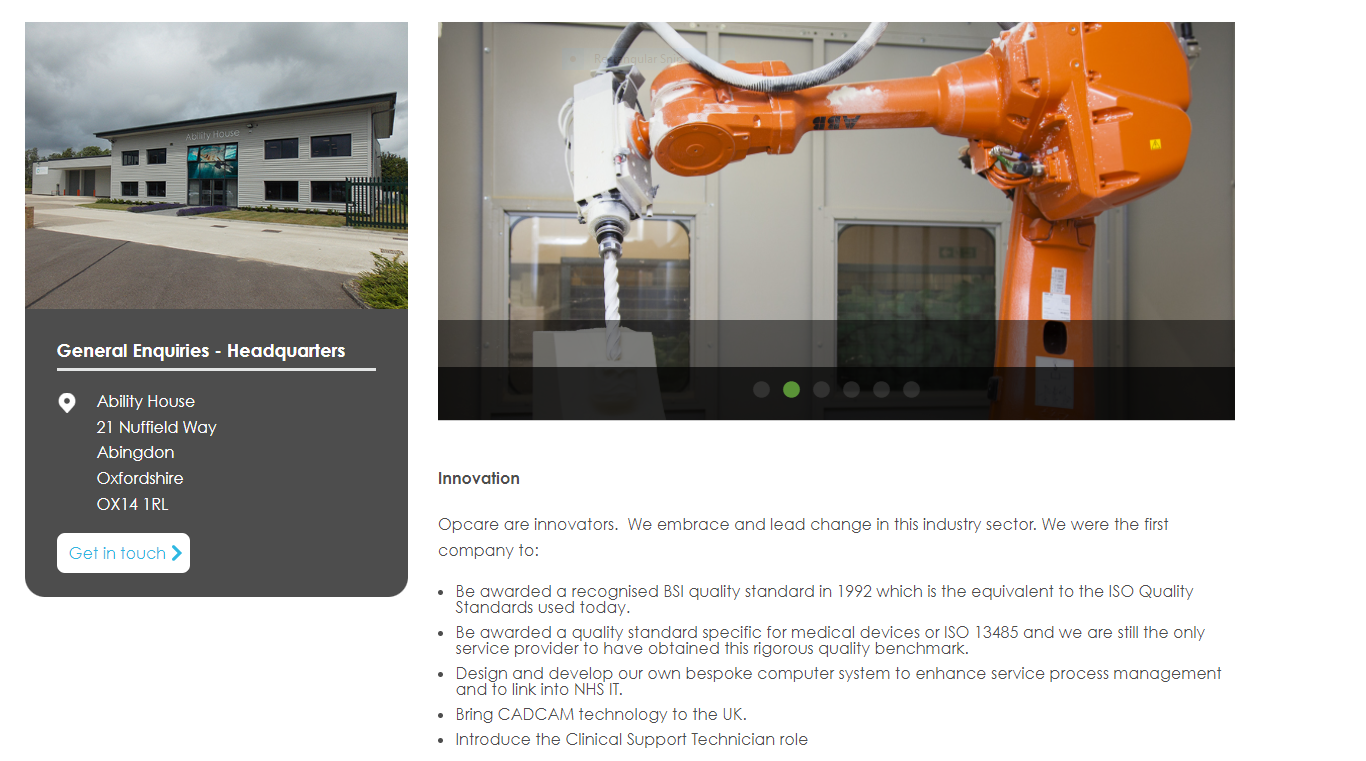 Ability House
General Enquiries - Headquarters
Ability House
21 Nuffield Way
Abingdon
Oxfordshire
OX14 1RL
Get in touch
ABB
Innovation
Opcare are innovators.  We embrace and lead change in this industry sector. We were the first
company to:
Be awarded a recognised BSI quality standard in 1992 which is the equivalent to the ISO Quality
Standards used today.
Be awarded a quality standard specific for medical devices or ISO 13485 and we are still the only
service provider to have obtained this rigorous quality benchmark.
Design and develop our own bespoke computer system to enhance service process management
and to link into NHS IT.
Bring CADCAM technology to the UK.
Introduce the Clinical Support Technician role